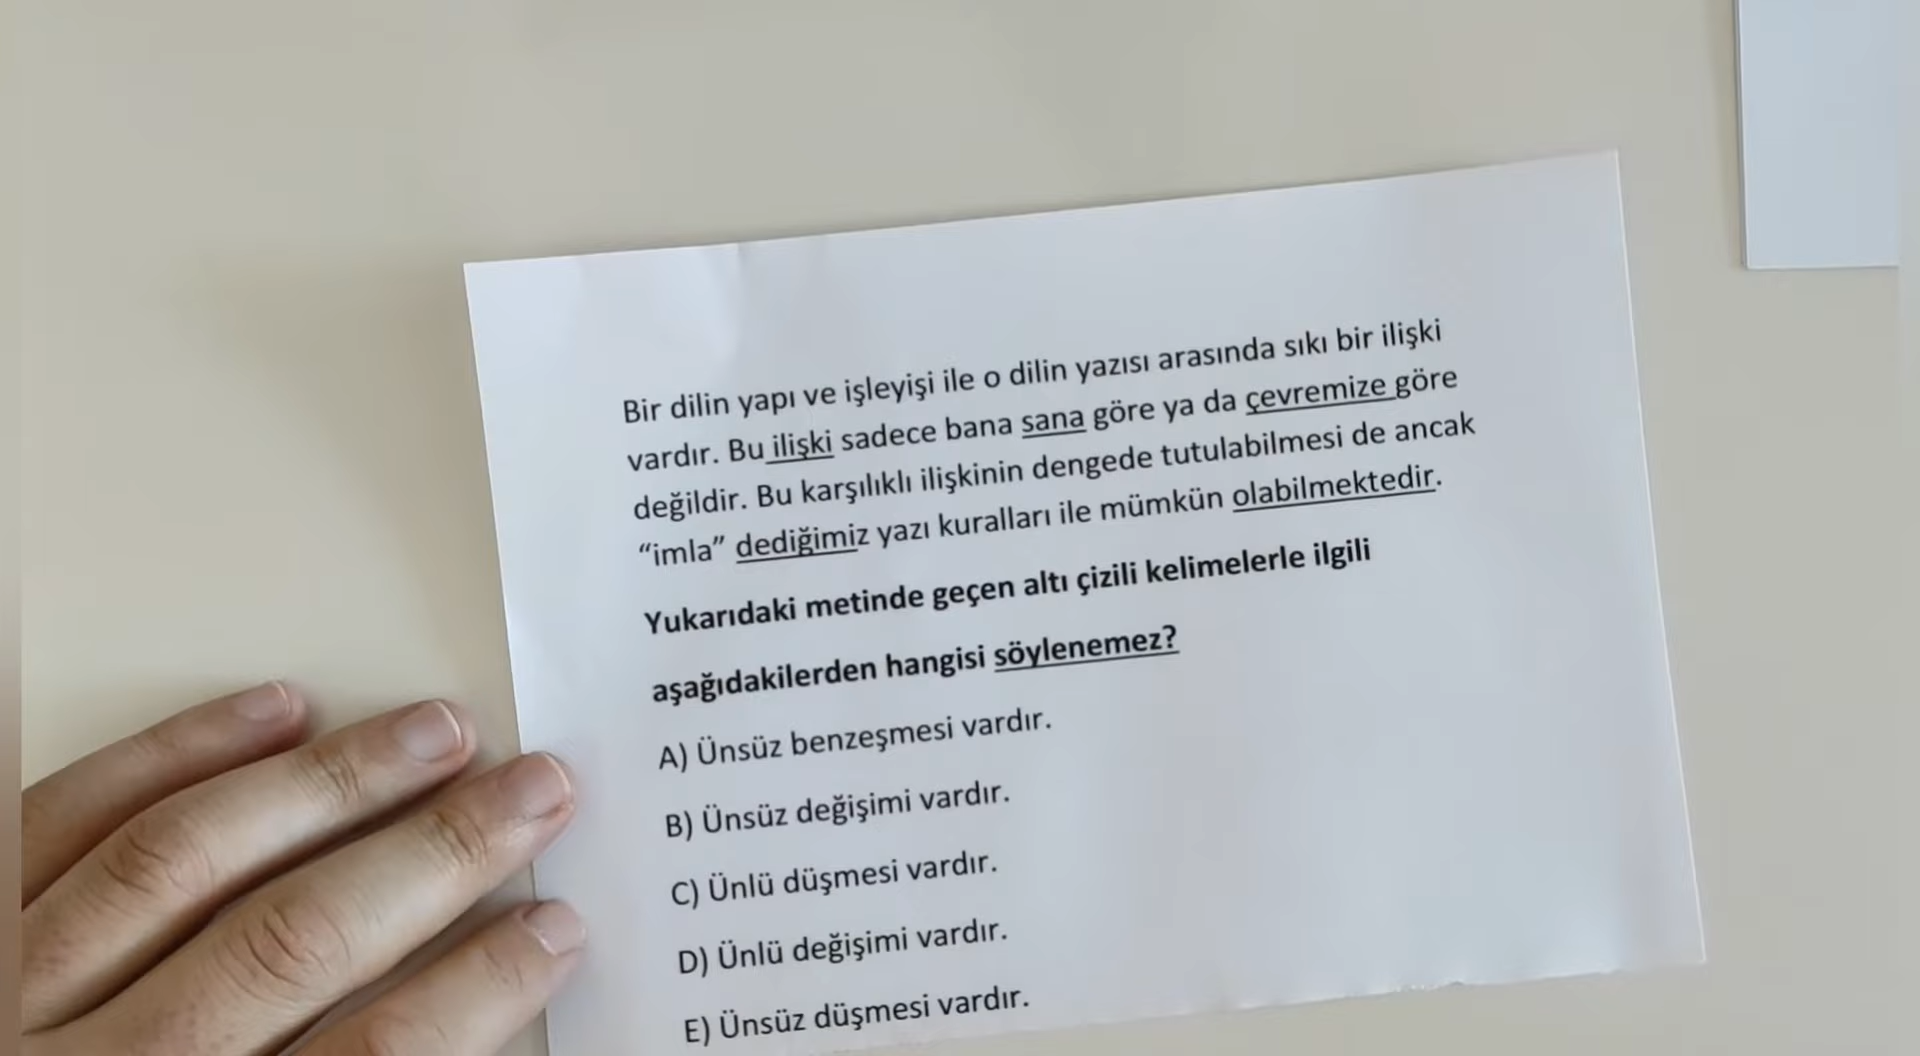 Bir dilin yapı ve işleyişi ile o dilin yazısı arasında sıkı bir ilişki
vardır. Bu ilişki sadece bana sana göre ya da çevremize göre
değildir. Bu karşılıklı ilişkinin dengede tutulabilmesi de ancak
“imla” dediğimiz yazı kuralları ile mümkün olabilmektedir.
Yukarıdaki metinde geçen altı çizili kelimelerle ilgili
aşağıdakilerden hangisi söylenemez?
A) Ünsüz benzeşmesi vardır.
B) Ünsüz değişimi vardır.
C) Ünlü düşmesi vardır.
D) Ünlü değişimi vardır.
E) Ünsüz düşmesi vardır.